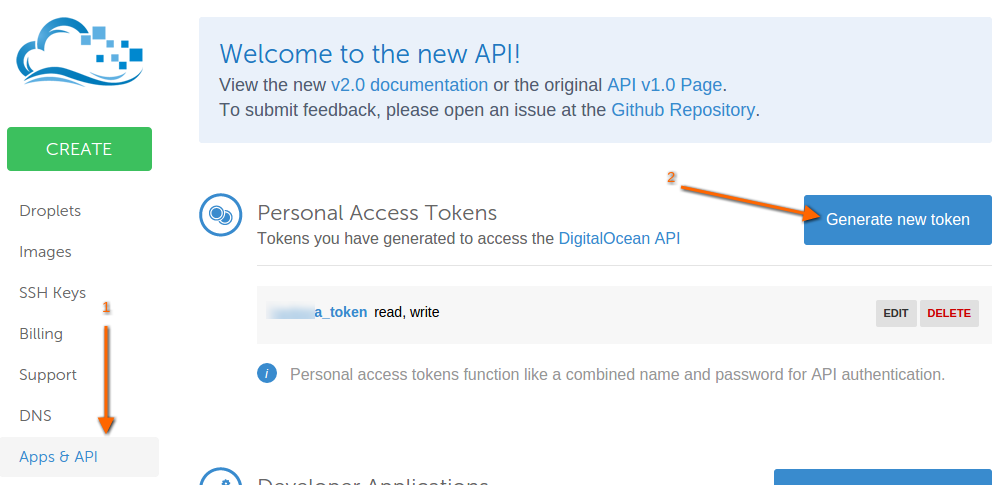 Welcome to the new API!
View the new v2.0 documentation or the original API v1.0 Page.
To submit feedback, please open an issue at the Github Repository.
CREATE
Droplets
Images
SSH Keys
Billing
Support
DNS
Apps & API
1
2
Personal Access Tokens
Generate new token
Tokens you have generated to access the DigitalOcean API
a_token read, write
EDIT
DELETE
i
Personal access tokens function like a combined name and password for API authentication.
Developer Applications